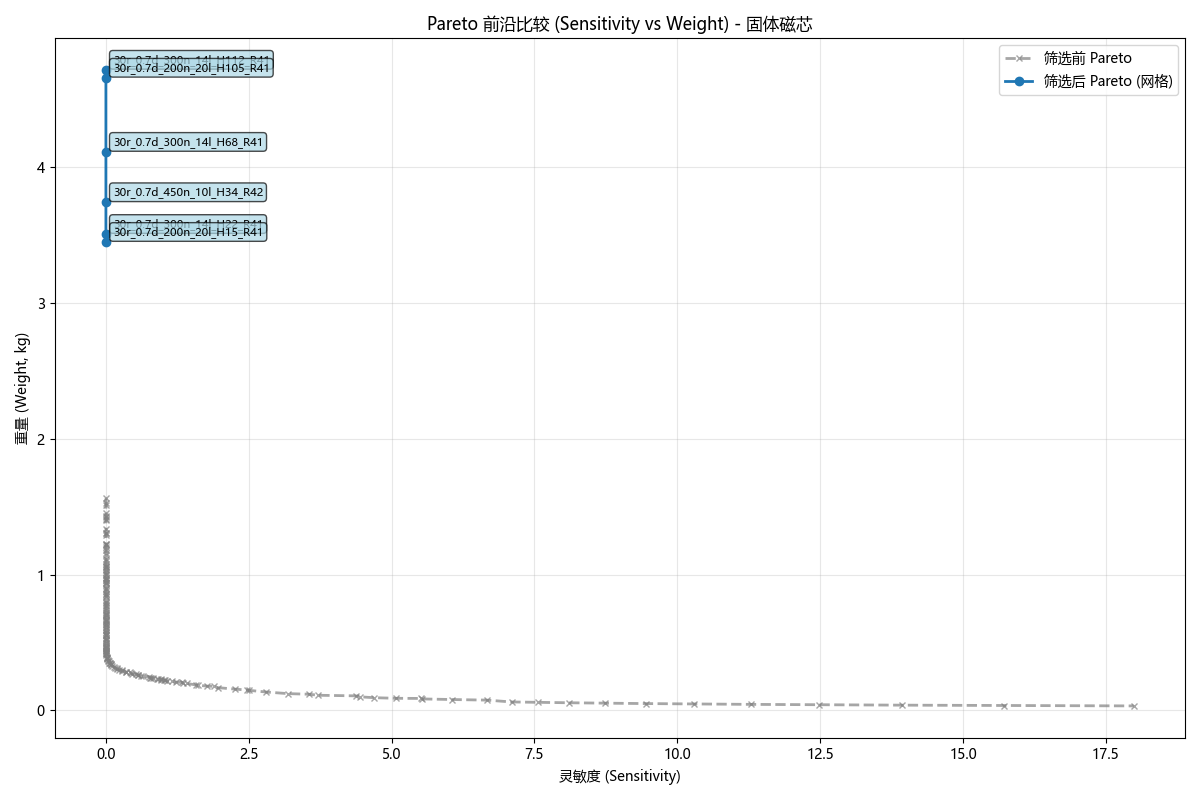 Pareto 前沿比较 (Sensitivity vs Weight) - 固体磁芯
筛选前 Pareto
筛选后 Pareto (网格)
30r_0.7d_200n_20l_H105_R41
30r_0.7d_300n_14l_H68_R41
30r_0.7d_450n_10l_H34_R42
30r_0.7d_200n_20l_H15_R41
重量 (Weight, kg)
4
3
2
1
0
0.0 2.5 5.0 7.5 10.0 12.5 15.0 17.5
灵敏度 (Sensitivity)